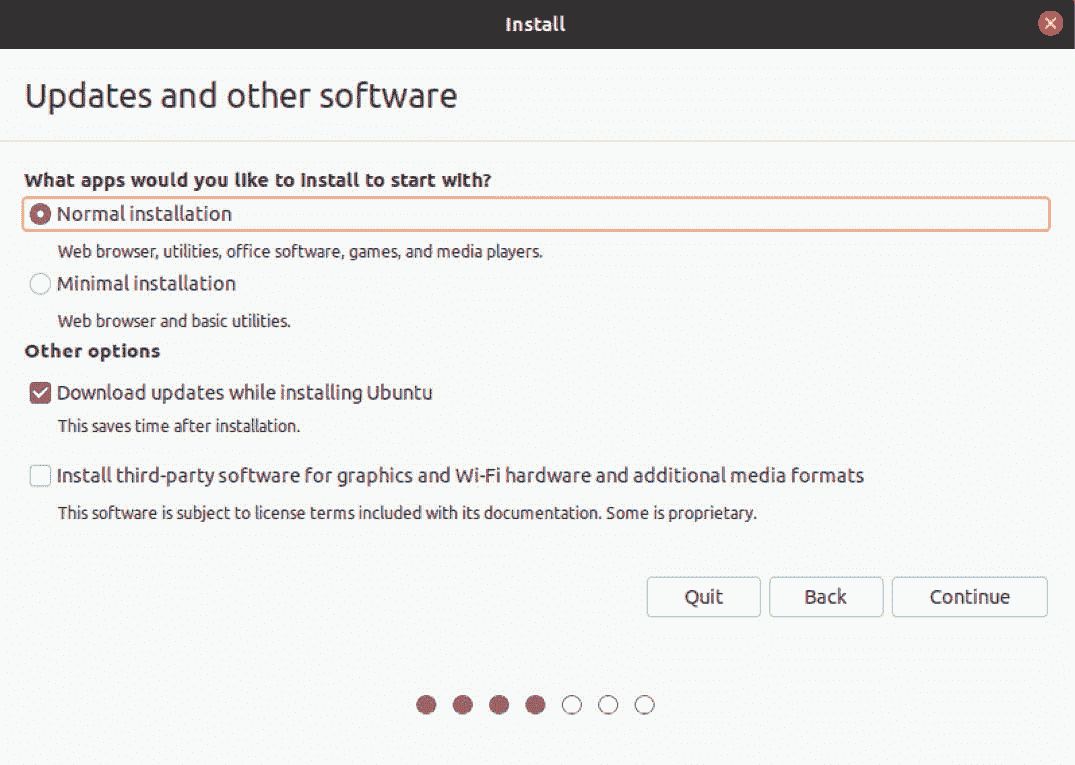 Install
Updates and other software
What apps would you like to install to start with?
Normal installation
Web browser, utilities, office software, games, and media players.
Minimal installation
Web browser and basic utilities.
Other options
Download updates while installing Ubuntu
This saves time after installation.
Install third-party software for graphics and Wi-Fi hardware and additional media formats
This software is subject to license terms included with its documentation. Some is proprietary.
Quit Back Continue